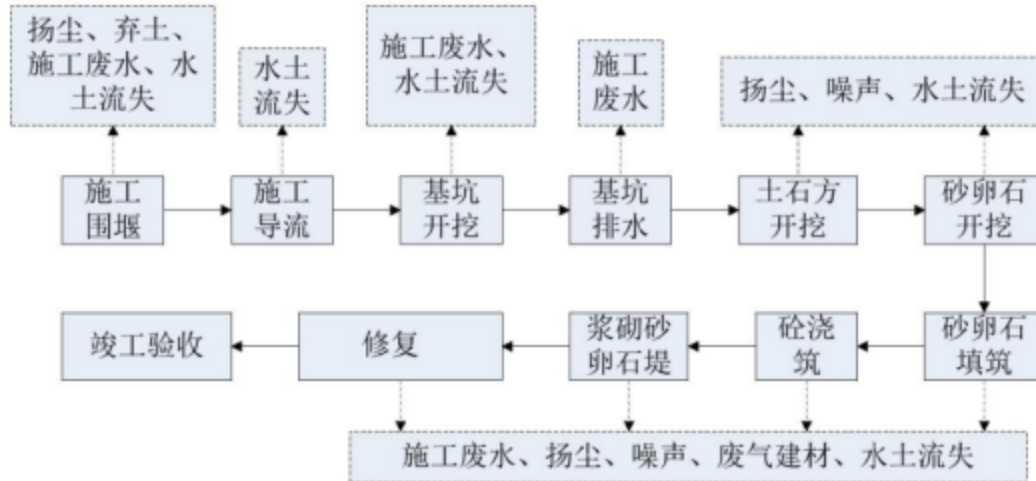 扬尘、弃土、
施工废水、水
土流失
水土
流失
施工废水、
水土流失
施工
废水
扬尘、噪声、水土流失
施工
围堰
施工
导流
基坑
开挖
基坑
排水
土石方
开挖
砂卵石
开挖
竣工验收
修复
浆砌砂
卵石堤
砼浇
筑
砂卵石
填筑
施工废水、扬尘、噪声、废气建材、水土流失